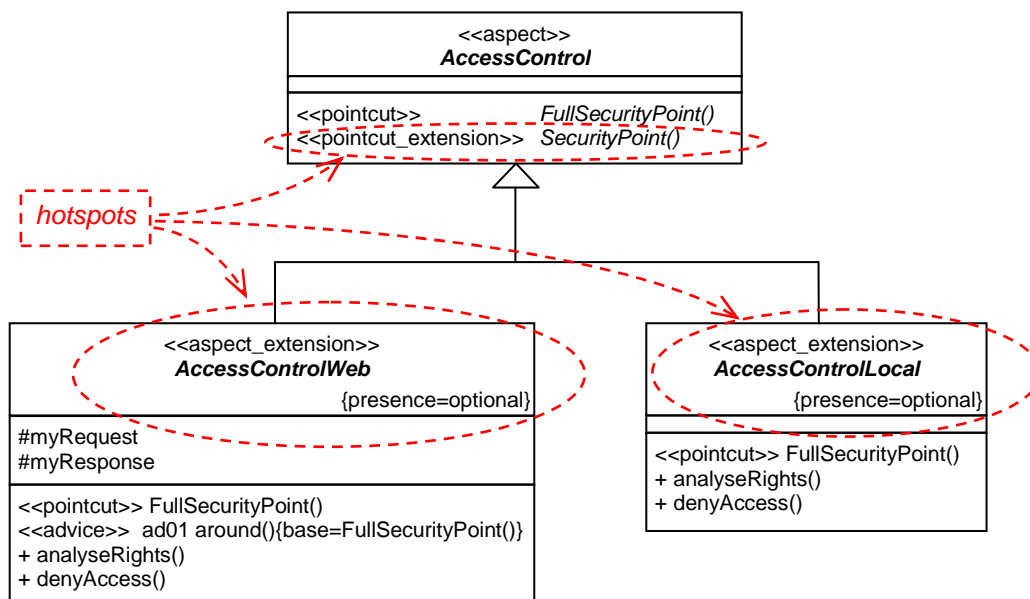 <<aspect>>
AccessControl
<<pointcut>> FullSecurityPoint()
<<pointcut_extension>> SecurityPoint()
hotspots
<<aspect_extension>>
AccessControlWeb
{presence=optional}
#myRequest
#myResponse
<<pointcut>> FullSecurityPoint()
<<advice>> ad01 around(){base=FullSecurityPoint()}
+ analyseRights()
+ denyAccess()
<<aspect_extension>>
AccessControlLocal
{presence=optional}
<<pointcut>> FullSecurityPoint()
+ analyseRights()
+ denyAccess()